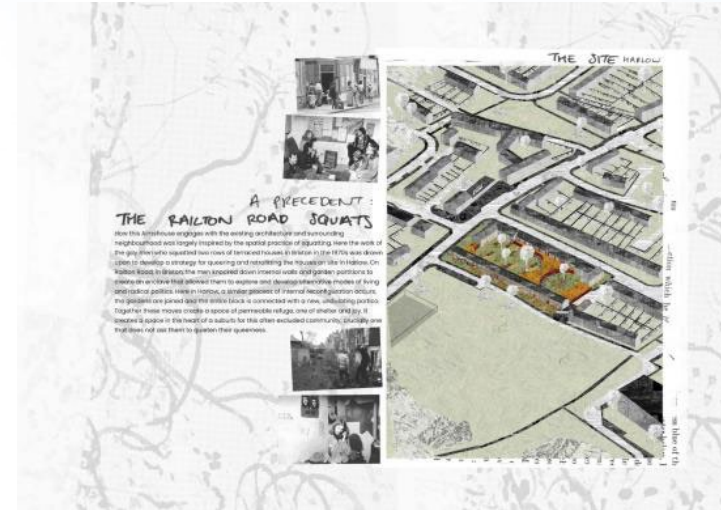 THE SITE HARLOW
A PRECEDENT:
THE RAILTON ROAD SQUATS
How this Almshouse engages with the existing architecture and surrounding
neighbourhood was largely inspired by the spatial practice of squatting. Here the work of
the gay men who squatted two rows of terraced houses in Brixton in the 1970s was drawn
upon to develop a strategy for queering and retrofitting the houses on site in Harlow. On
Railton Road, in Brixton, the men knocked down internal walls and garden partitions to
create an enclave that allowed them to explore and develop alternative modes of living
and radical politics. Here in Harlow, a similar process of internal reconfiguration occurs,
the gardens are joined and the entire block is connected with a new, undulating portico.
Together these moves create a space of permeable refuge, one of shelter and joy. It
creates a space in the heart of a suburb for this often excluded community, crucially one
that does not ask them to quieten their queerness.
ction which